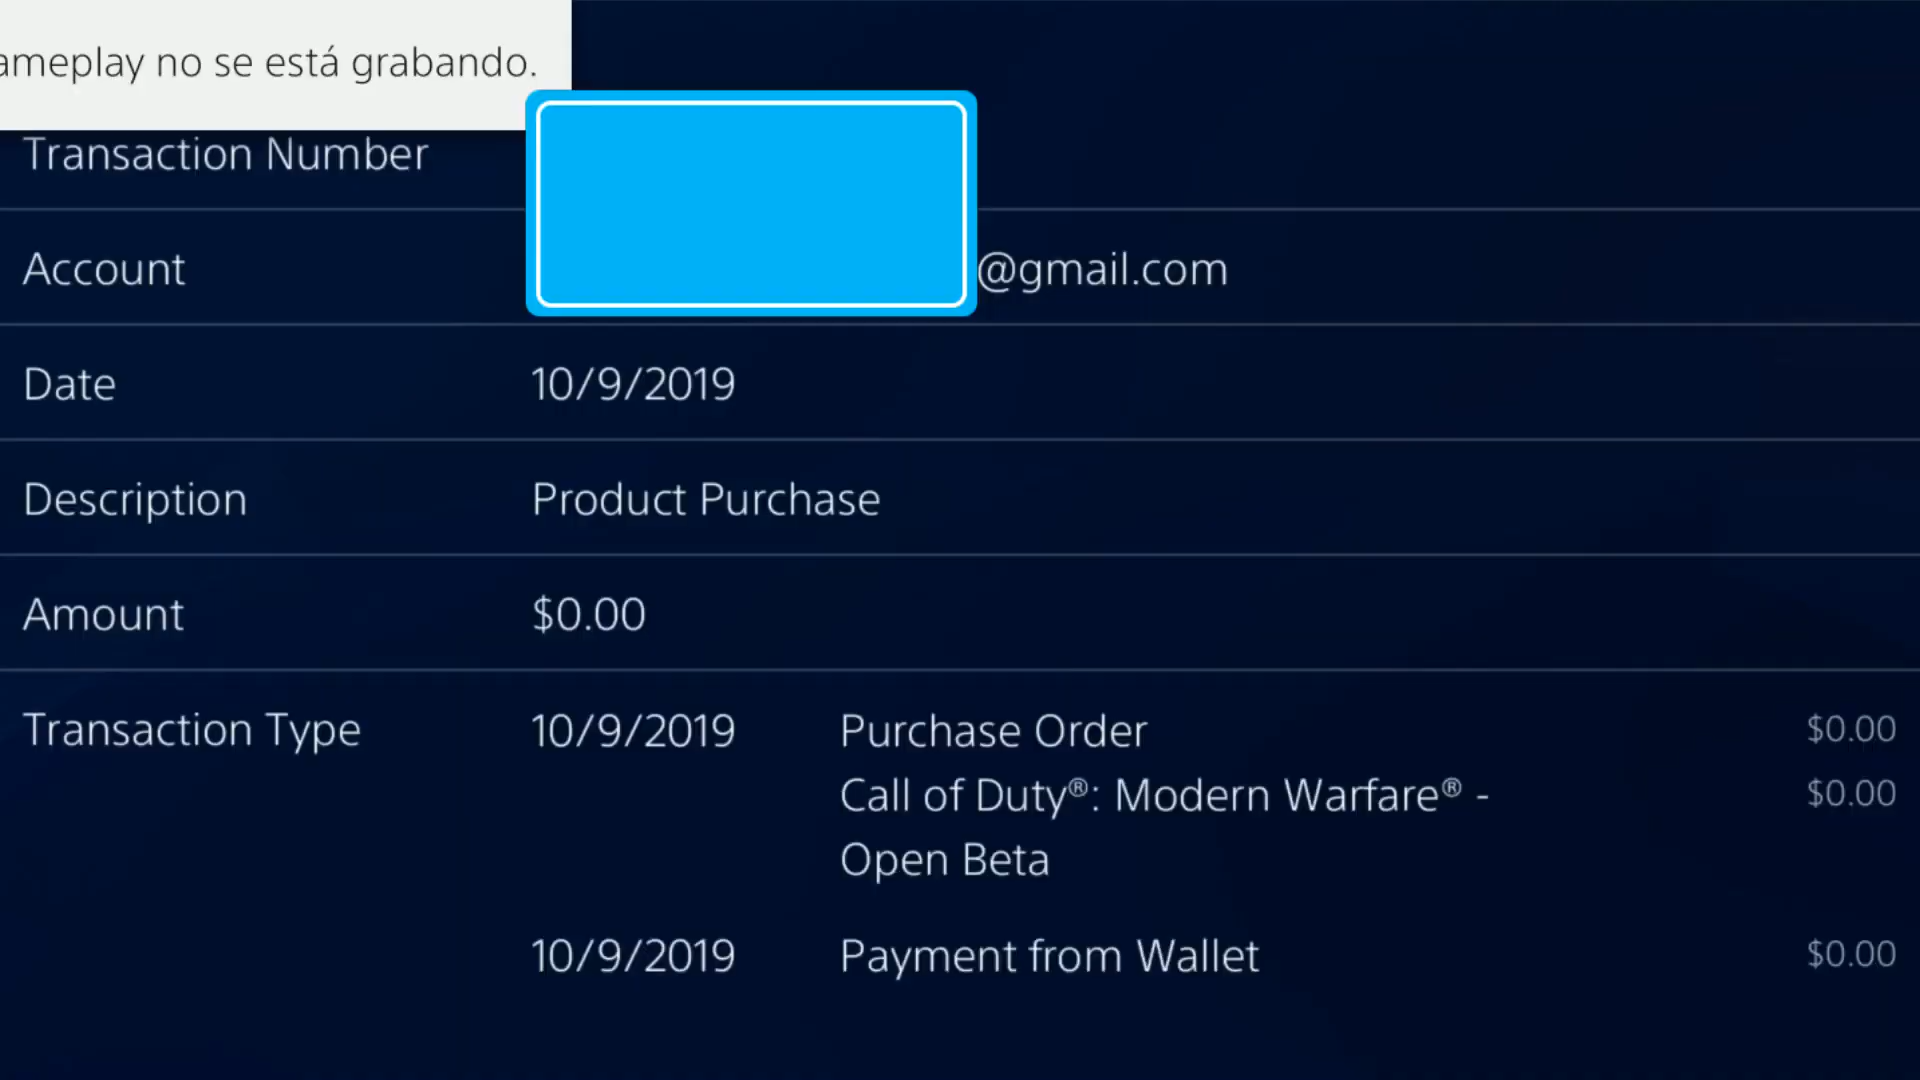 ameplay no se está grabando.
Transaction Number
Account @gmail.com
Date 10/9/2019
Description Product Purchase
Amount $0.00
Transaction Type 10/9/2019 Purchase Order $0.00
Call of Duty®: Modern Warfare® - $0.00
Open Beta
10/9/2019 Payment from Wallet $0.00